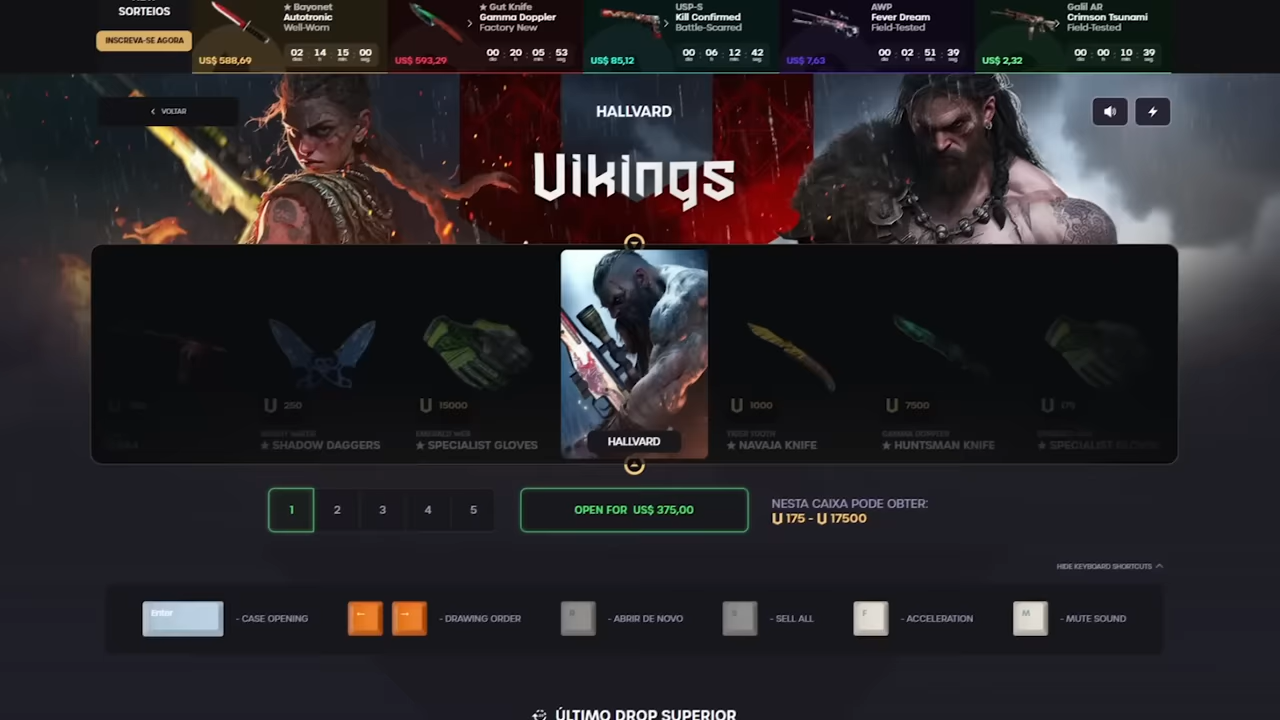 SORTEIOS
INSCREVA-SE AGORA
★ Bayonet
Autotronic
Well-Worn
US$ 588,69
02 14 15 00
★ Gut Knife
Gamma Doppler
Factory New
US$ 593,29
00 20 05 53
USP-S
Kill Confirmed
Battle-Scarred
US$ 85,12
00 06 12 42
AWP
Fever Dream
Field-Tested
US$ 7,63
00 02 51 39
Galil AR
Crimson Tsunami
Field-Tested
US$ 2,32
00 00 10 39
VOLTAR
HALLVARD
Vikings
250
★ SHADOW DAGGERS
15000
★ SPECIALIST GLOVES
HALLVARD
1000
★ NAVAJA KNIFE
7500
★ HUNTSMAN KNIFE
175
★ SPECIALIST GLOVES
1
2
3
4
5
OPEN FOR US$ 375,00
NESTA CAIXA PODE OBTER:
U 175 - U 17500
HIDE KEYBOARD SHORTCUTS
Enter
- CASE OPENING
← →
- DRAWING ORDER
- ABRIR DE NOVO
S
- SELL ALL
F
- ACCELERATION
M
- MUTE SOUND
ÚLTIMO DROP SUPERIOR